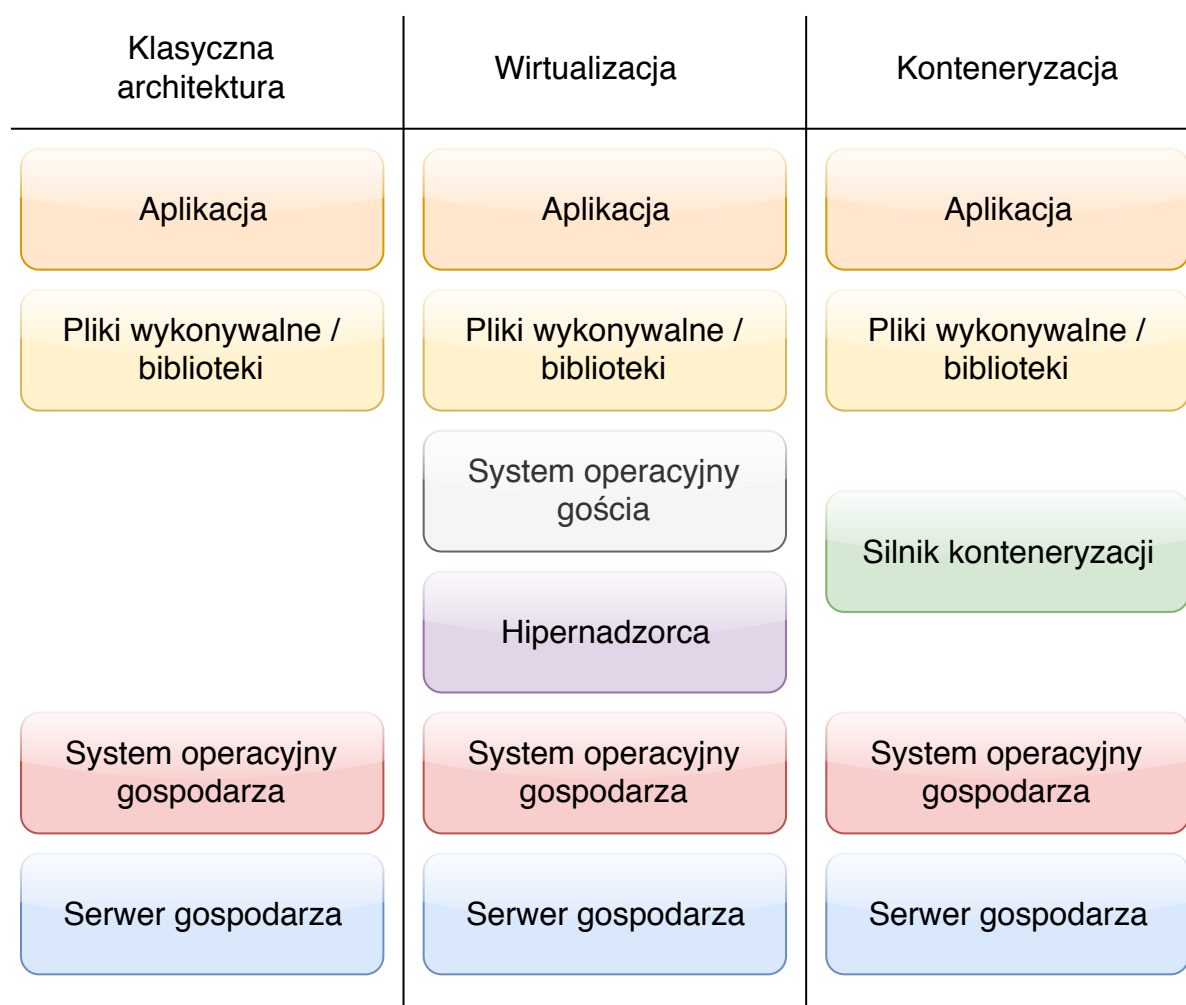 Klasyczna
architektura
Wirtualizacja
Konteneryzacja
Aplikacja
Aplikacja
Aplikacja
Pliki wykonywalne /
biblioteki
Pliki wykonywalne /
biblioteki
Pliki wykonywalne /
biblioteki
System operacyjny
gościa
Silnik konteneryzacji
Hipernadzorca
System operacyjny
gospodarza
System operacyjny
gospodarza
System operacyjny
gospodarza
Serwer gospodarza
Serwer gospodarza
Serwer gospodarza